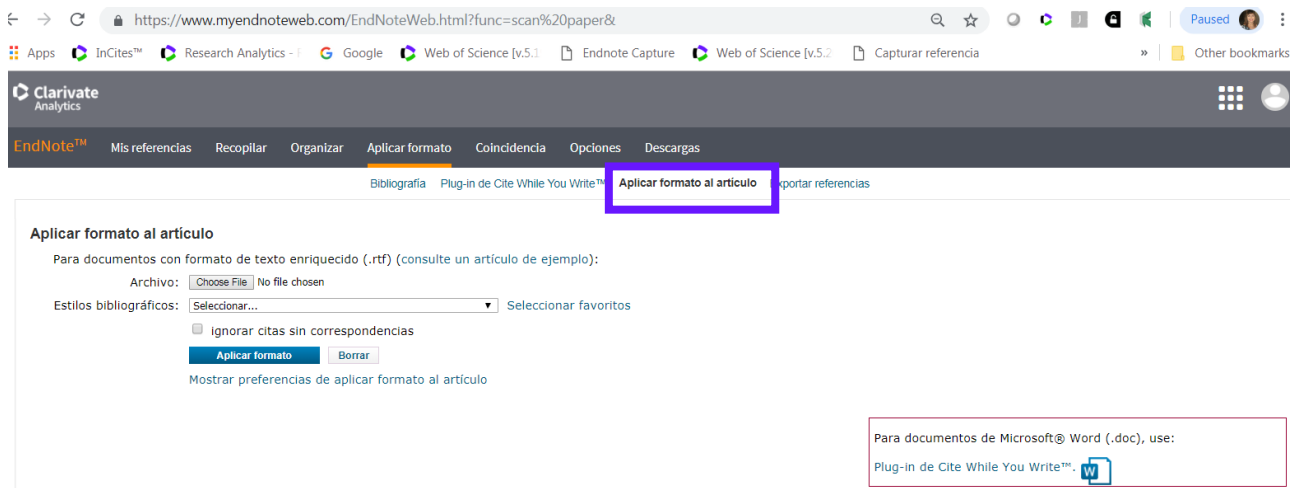 https://www.myendnoteweb.com/EndNoteWeb.html?func=scan%20paper& Paused
Apps InCites™ Research Analytics - Google Web of Science [v.5.1 Endnote Capture Web of Science [v.5.2 Capturar referencia » Other bookmarks
Clarivate
Analytics
EndNote™ Mis referencias Recopilar Organizar Aplicar formato Coincidencia Opciones Descargas
Bibliografía Plug-in de Cite While You Write™ Aplicar formato al artículo xportar referencias
Aplicar formato al artículo
Para documentos con formato de texto enriquecido (.rtf) (consulte un artículo de ejemplo):
Archivo: Choose File No file chosen
Estilos bibliográficos: Seleccionar... Seleccionar favoritos
ignorar citas sin correspondencias
Aplicar formato Borrar
Mostrar preferencias de aplicar formato al artículo
Para documentos de Microsoft® Word (.doc), use:
Plug-in de Cite While You Write™.